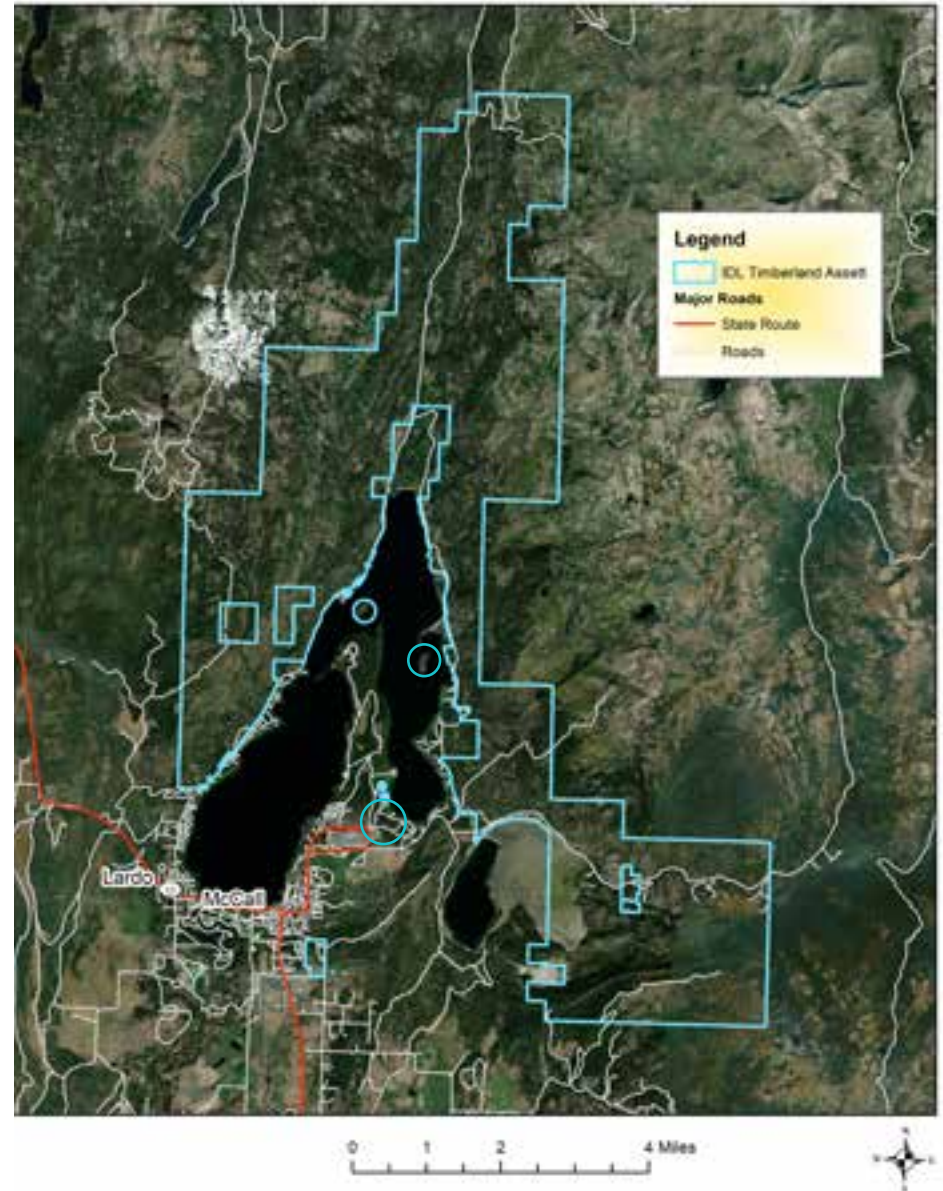 Legend
IDL Timberland Assett
Major Roads
State Route
Roads
Lardo
McCall
0 1 2 4 Miles
N